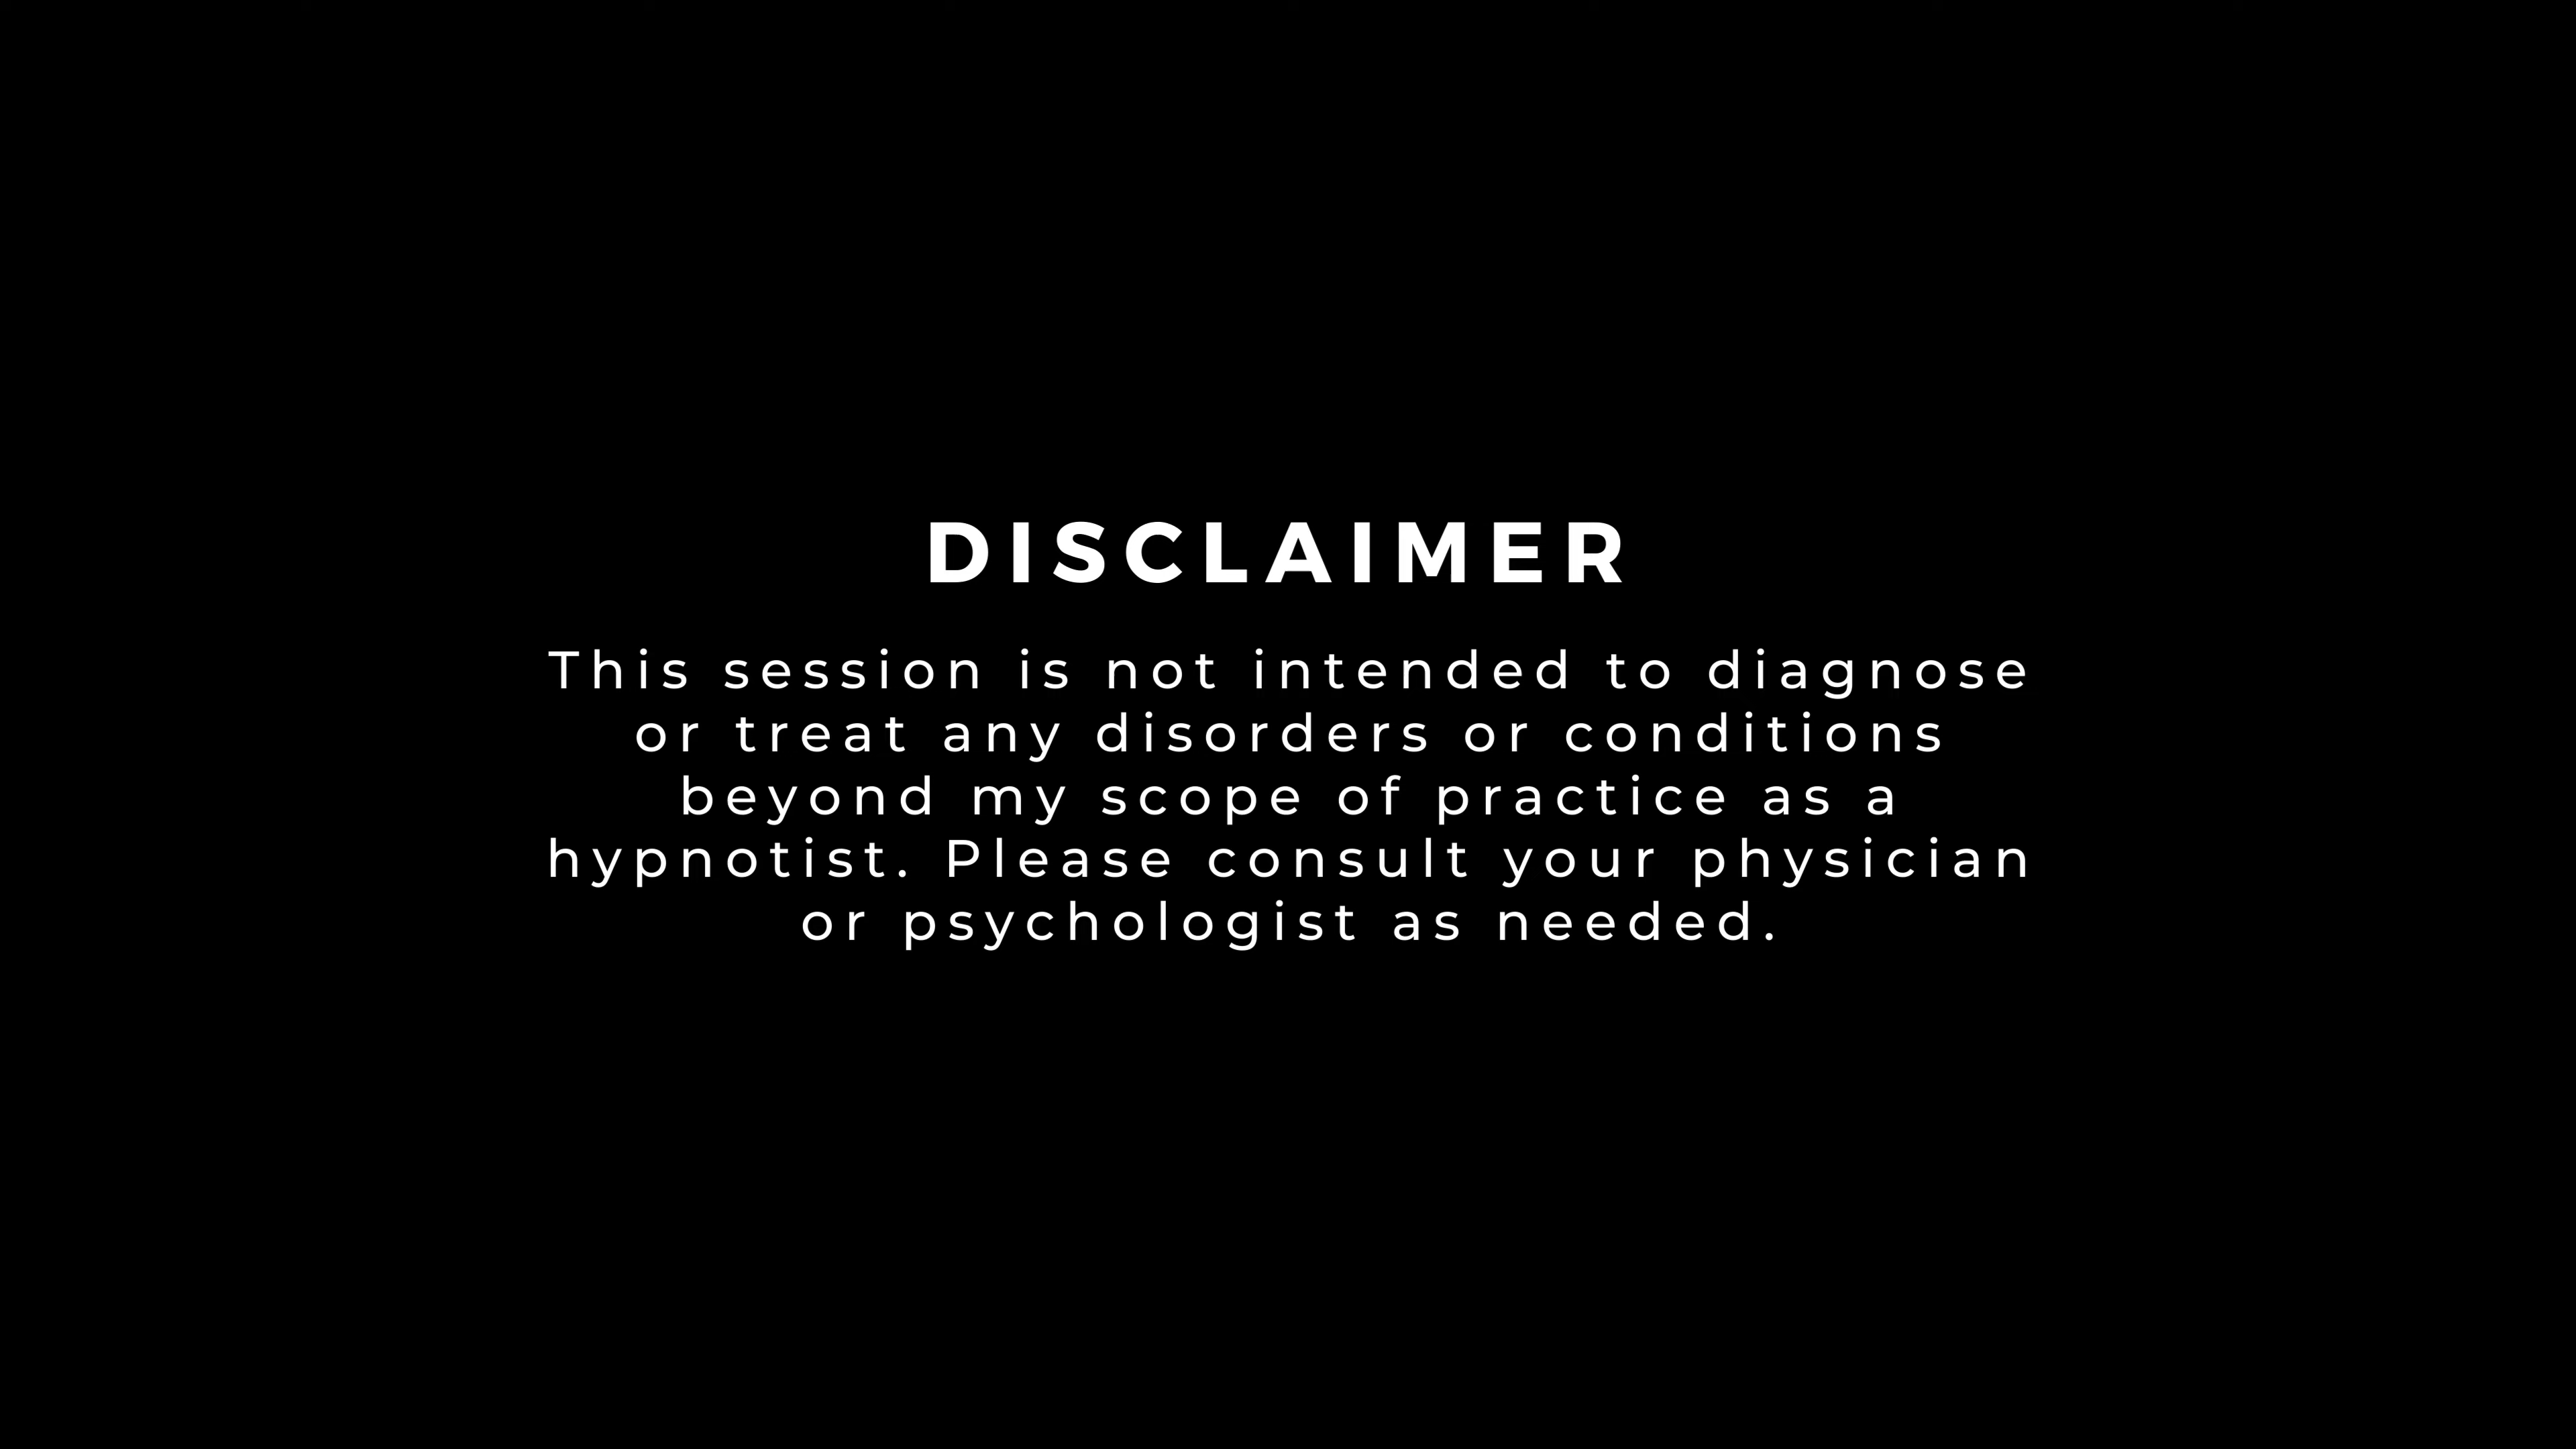 DISCLAIMER
This session is not intended to diagnose
or treat any disorders or conditions
beyond my scope of practice as a
hypnotist. Please consult your physician
or psychologist as needed.